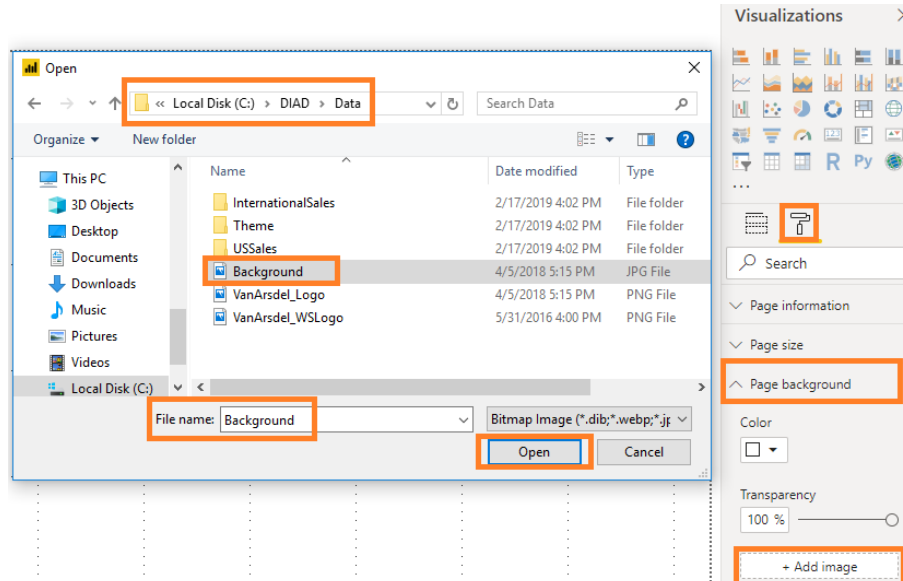 Visualizations
Open
« Local Disk (C:) › DIAD › Data
Search Data
Organize
New folder
Name
Date modified
Type
This PC
3D Objects
Desktop
Documents
Downloads
Music
Pictures
Videos
Local Disk (C:)
InternationalSales 2/17/2019 4:02 PM File folder
Theme 2/17/2019 4:02 PM File folder
USSales 2/17/2019 4:02 PM File folder
Background 4/5/2018 5:15 PM JPG File
VanArsdel_Logo 4/5/2018 5:15 PM PNG File
VanArsdel_WSLogo 5/31/2016 4:00 PM PNG File
File name: Background
Bitmap Image (*.dib;*.webp;*.jp
Open
Cancel
123
R Py
...
Search
Page information
Page size
Page background
Color
Transparency
100 %
+ Add image